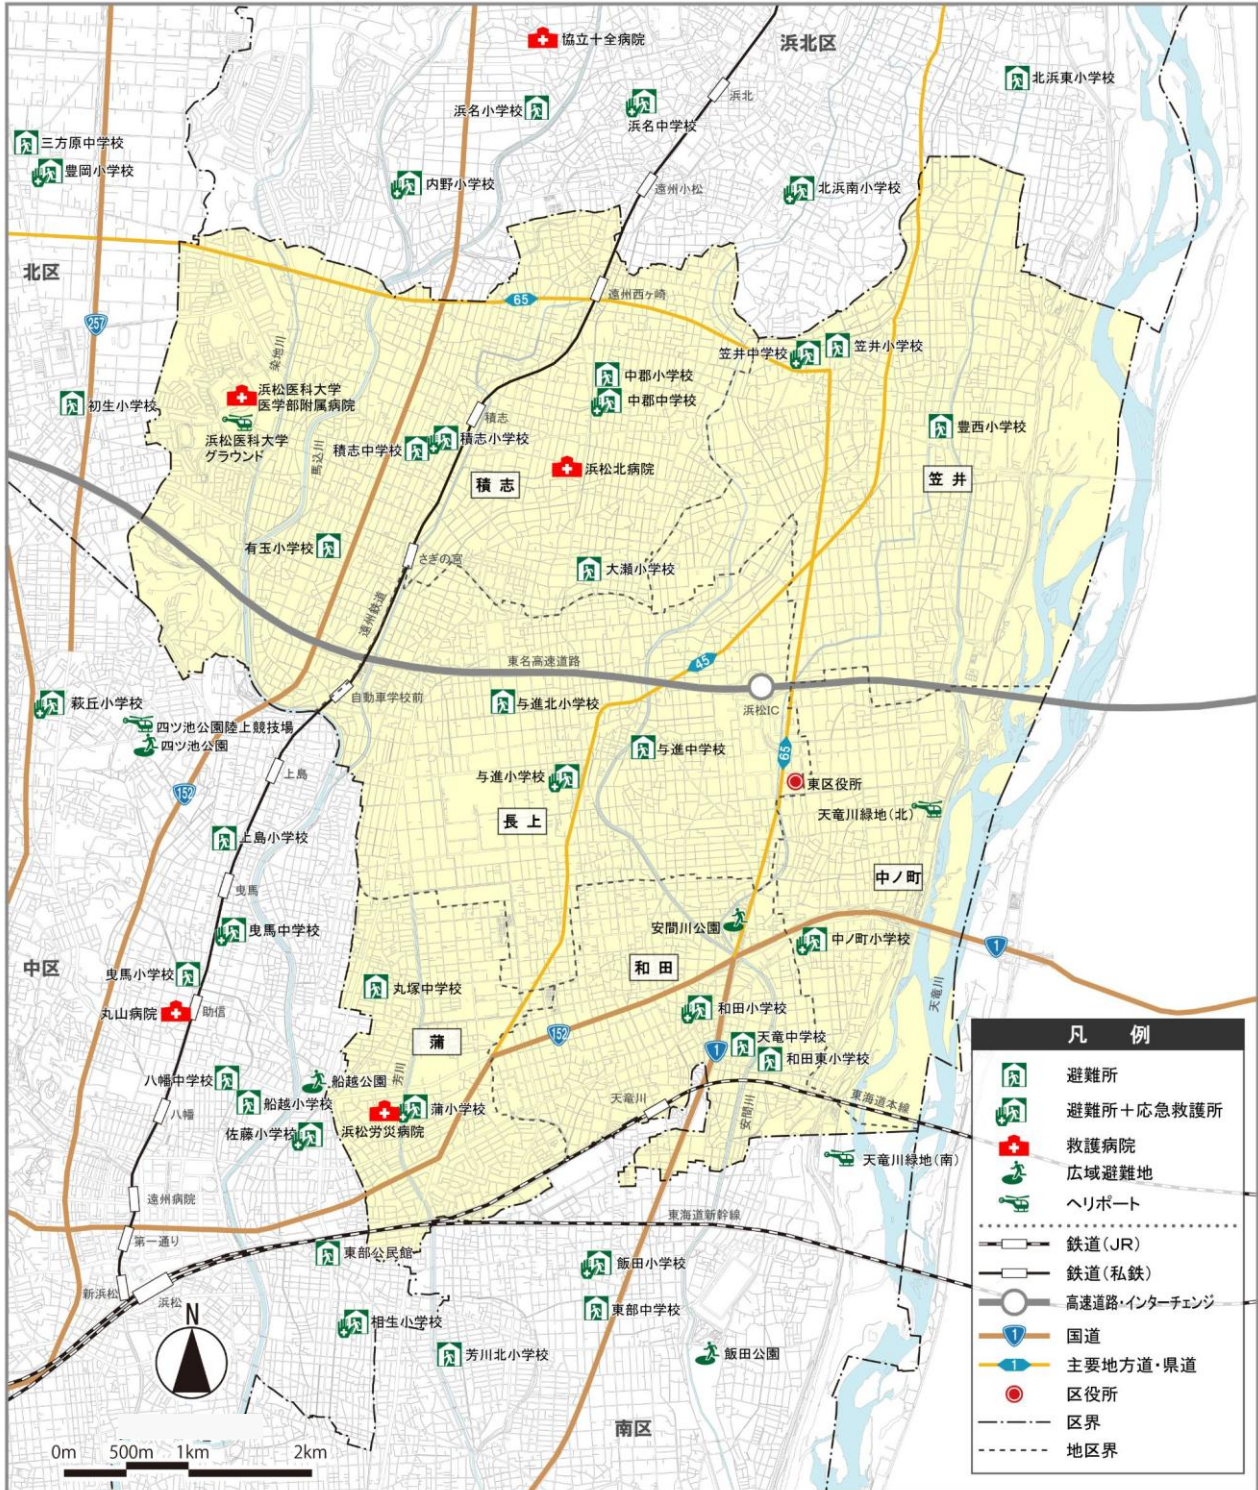 協立十全病院
浜北区
北浜東小学校
浜名小学校
浜名中学校
浜北
三方原中学校
豊岡小学校
内野小学校
遠州小松
北浜南小学校
北区
65
遠州西ヶ崎
257
染地川
笠井中学校
笠井小学校
中郡小学校
浜松医科大学
医学部附属病院
初生小学校
中郡中学校
積志
豊西小学校
浜松医科大学
グラウンド
馬込川
積志中学校
積志小学校
浜松北病院
積志
笠井
有玉小学校
さぎの宮
大瀬小学校
遠州鉄道
東名高速道路
45
自動車学校前
浜松IC
萩丘小学校
与進北小学校
四ツ池公園陸上競技場
四ツ池公園
与進中学校
65
上島
与進小学校
東区役所
152
天竜川緑地(北)
長上
上島小学校
曳馬
中ノ町
安間川公園
曳馬中学校
中ノ町小学校
1
中区
曳馬小学校
和田
丸塚中学校
天竜川
丸山病院
助信
和田小学校
蒲
152
天竜中学校
1
和田東小学校
八幡中学校
船越公園
芳川
船越小学校
八幡
蒲小学校
天竜川
東海道本線
浜松労災病院
佐藤小学校
安間川
天竜川緑地(南)
遠州病院
東海道新幹線
第一通り
東部公民館
飯田小学校
新浜松
浜松
東部中学校
N
相生小学校
芳川北小学校
飯田公園
南区
0m 500m 1km 2km
凡例
避難所
避難所+応急救護所
救護病院
広域避難地
ヘリポート
鉄道(JR)
鉄道(私鉄)
高速道路・インターチェンジ
1
国道
1
主要地方道・県道
区役所
区界
地区界